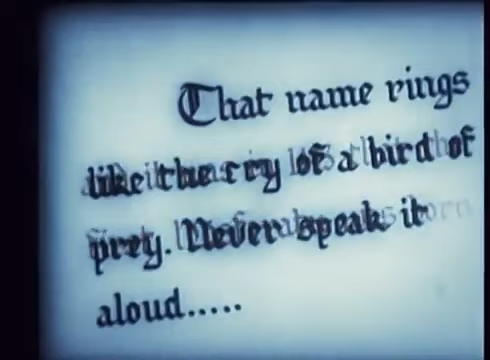 That name rings
like the cry of a bird of
prey. Never speak it
aloud.....